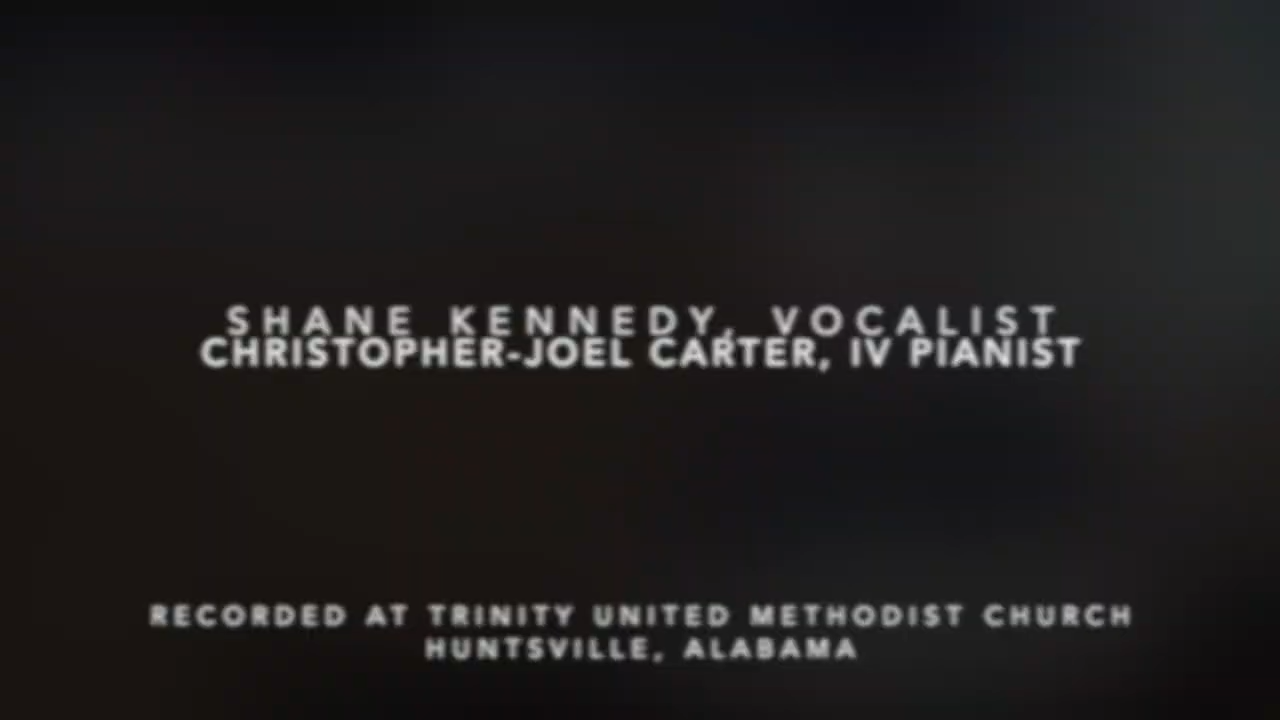 SHANE KENNEDY, VOCALIST
CHRISTOPHER-JOEL CARTER, IV PIANIST
RECORDED AT TRINITY UNITED METHODIST CHURCH
HUNTSVILLE, ALABAMA